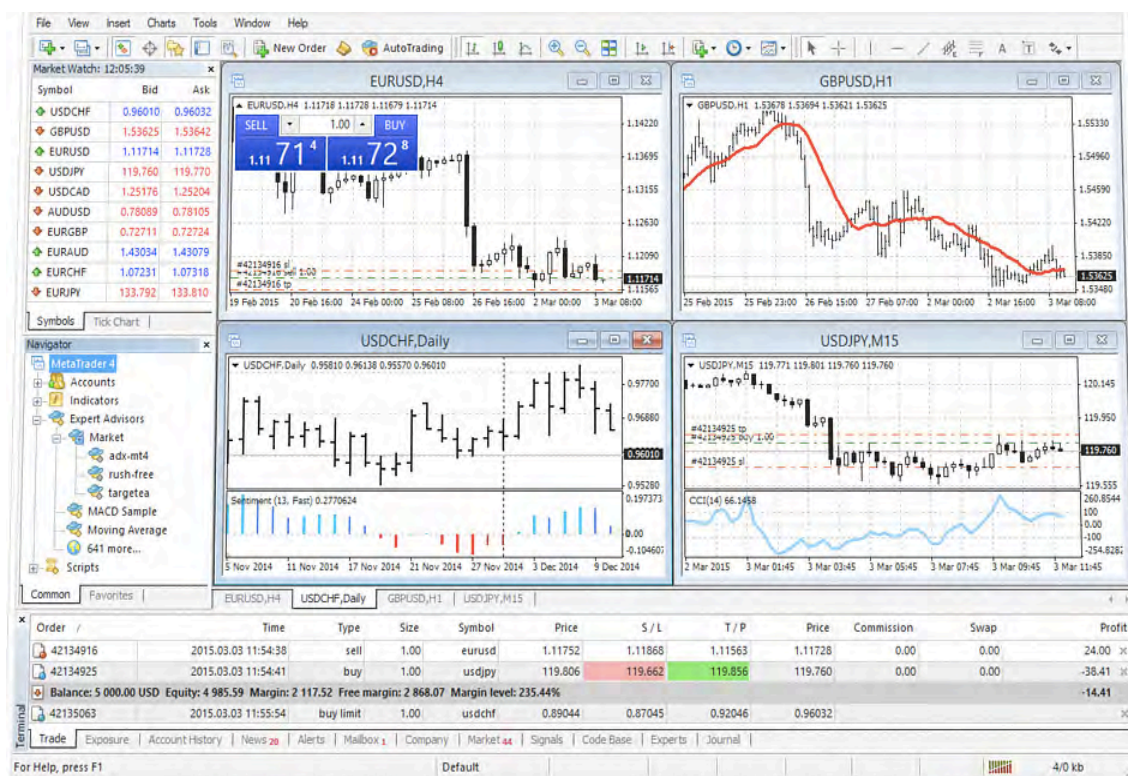 File View Insert Charts Tools Window Help
New Order AutoTrading
Market Watch: 12:05:39
Symbol Bid Ask
USDCHF 0.96010 0.96032
GBPUSD 1.53625 1.53642
EURUSD 1.11714 1.11728
USDJPY 119.760 119.770
USDCAD 1.25176 1.25204
AUDUSD 0.78089 0.78105
EURGBP 0.72711 0.72724
EURAUD 1.43034 1.43079
EURCHF 1.07231 1.07318
EURJPY 133.792 133.810
Symbols Tick Chart
Navigator
MetaTrader 4
Accounts
Indicators
Expert Advisors
Market
adx-mt4
rush-free
targetea
MACD Sample
Moving Average
641 more...
Scripts
Common Favorites
EURUSD,H4
EURUSD,H4 1.11718 1.11728 1.11679 1.11714
SELL 1.00 BUY
1.11 71 4 1.11 72 8
1.14220
1.13695
1.13155
1.12630
1.12090
1.11714
1.11565
#42134916 sl
#42134916 sell 1.00
#42134916 tp
19 Feb 2015 20 Feb 16:00 24 Feb 00:00 25 Feb 08:00 26 Feb 16:00 2 Mar 00:00 3 Mar 08:00
GBPUSD,H1
GBPUSD,H1 1.53678 1.53694 1.53621 1.53625
1.55330
1.54960
1.54590
1.54220
1.53850
1.53625
1.53480
25 Feb 2015 25 Feb 23:00 26 Feb 15:00 27 Feb 07:00 2 Mar 00:00 2 Mar 16:00 3 Mar 08:00
USDCHF,Daily
USDCHF,Daily 0.95810 0.96138 0.95570 0.96010
0.97700
0.96880
0.96010
0.95280
Sentiment (13, Fast) 0.2770624
0.197373
0.00
-0.104607
5 Nov 2014 11 Nov 2014 17 Nov 2014 21 Nov 2014 27 Nov 2014 3 Dec 2014 9 Dec 2014
USDJPY,M15
USDJPY,M15 119.771 119.801 119.760 119.760
120.145
119.950
119.760
119.555
#42134925 tp
#42134925 buy 1.00
#42134925 sl
CCI(14) 66.1458
260.8544
100
0.00
-100
-254.8282
2 Mar 2015 3 Mar 01:45 3 Mar 03:45 3 Mar 05:45 3 Mar 07:45 3 Mar 09:45 3 Mar 11:45
EURUSD,H4 USDCHF,Daily GBPUSD,H1 USDJPY,M15
Order / Time Type Size Symbol Price S / L T / P Price Commission Swap Profit
42134916 2015.03.03 11:54:38 sell 1.00 eurusd 1.11752 1.11868 1.11563 1.11728 0.00 0.00 24.00
42134925 2015.03.03 11:54:41 buy 1.00 usdjpy 119.806 119.662 119.856 119.760 0.00 0.00 -38.41
Balance: 5 000.00 USD Equity: 4 985.59 Margin: 2 117.52 Free margin: 2 868.07 Margin level: 235.44% -14.41
42135063 2015.03.03 11:55:54 buy limit 1.00 usdchf 0.89044 0.87045 0.92046 0.96032
Terminal
Trade Exposure Account History News 20 Alerts Mailbox 1 Company Market 44 Signals Code Base Experts Journal
For Help, press F1 Default 4/0 kb